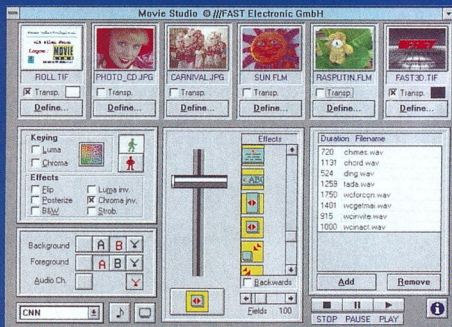 Movie Studio © ///FAST Electronic GmbH
MOVIE LINE
ROLL.TIF
PHOTO_CD.JPG
CARNIVAL.JPG
SUN.FLM
RASPUTIN.FLM
FAST3D.TIF
Transp.
Transp.
Transp.
Transp.
Transp.
Transp.
Define...
Define...
Define...
Define...
Define...
Define...
Keying
Luma
Chroma
Effects
Flip
Luma inv.
Posterize
Chroma inv.
B&W
Strob.
Background A B
Foreground A B
Audio Ch.
CNN
Effects
< ABC
Backwards
Fields 100
Duration Filename
720 chimes.wav
1131 chord.wav
524 ding.wav
1259 tada.wav
1750 wcforcon.wav
1401 wcgetmai.wav
915 wcinvite.wav
1000 wcinact.wav
Add
Remove
STOP PAUSE PLAY